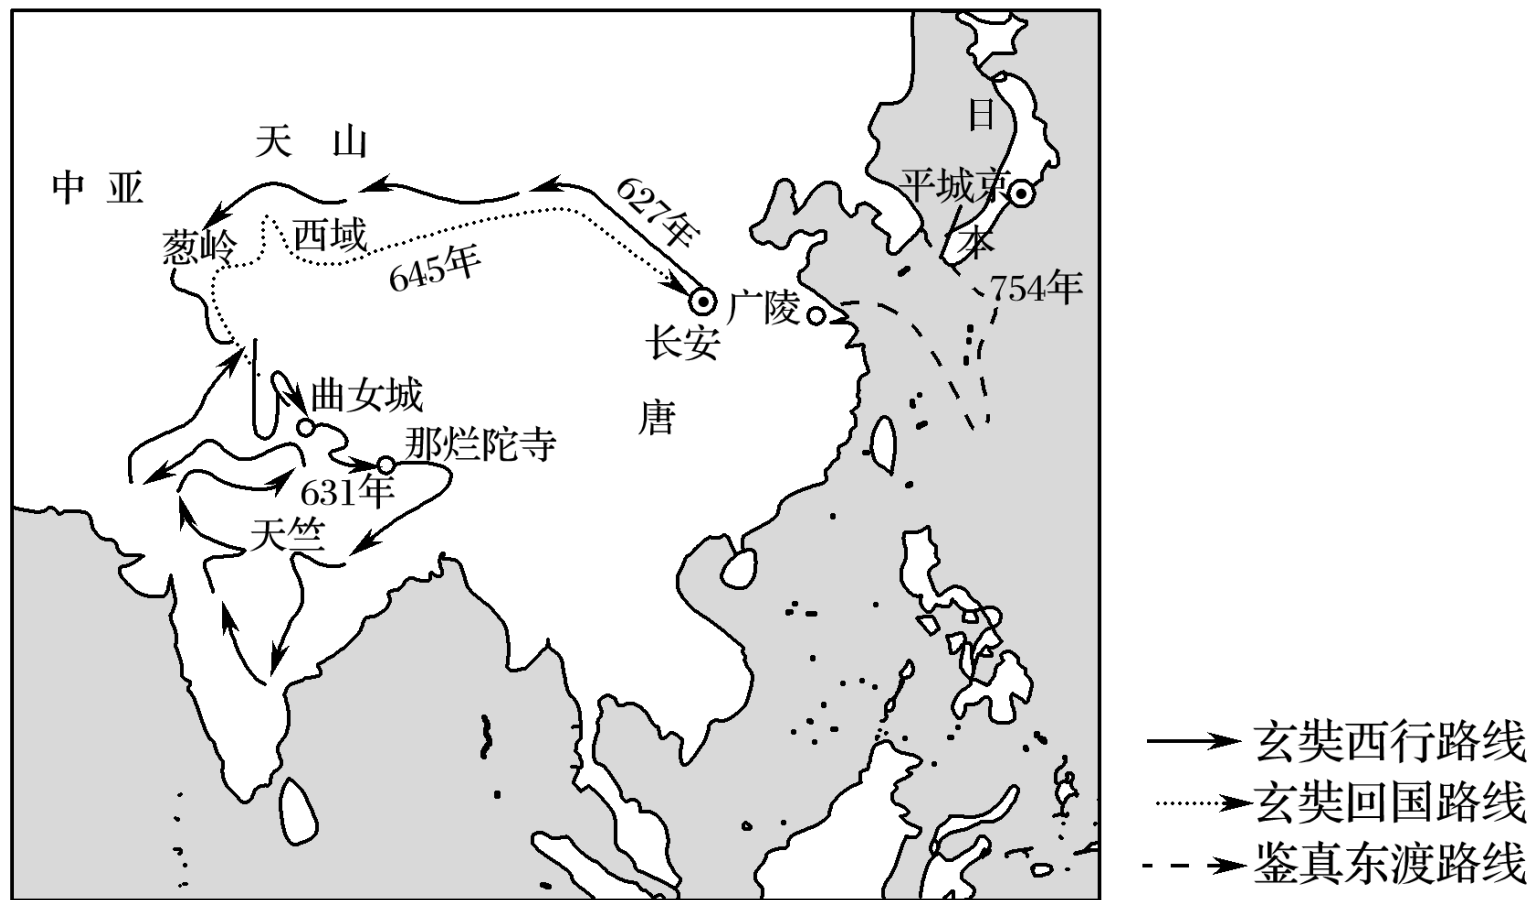 日
天 山
中 亚
平城京
627年
葱岭
西域
本
645年
754年
广陵
长安
曲女城
唐
那烂陀寺
631年
天竺
玄奘西行路线
玄奘回国路线
鉴真东渡路线